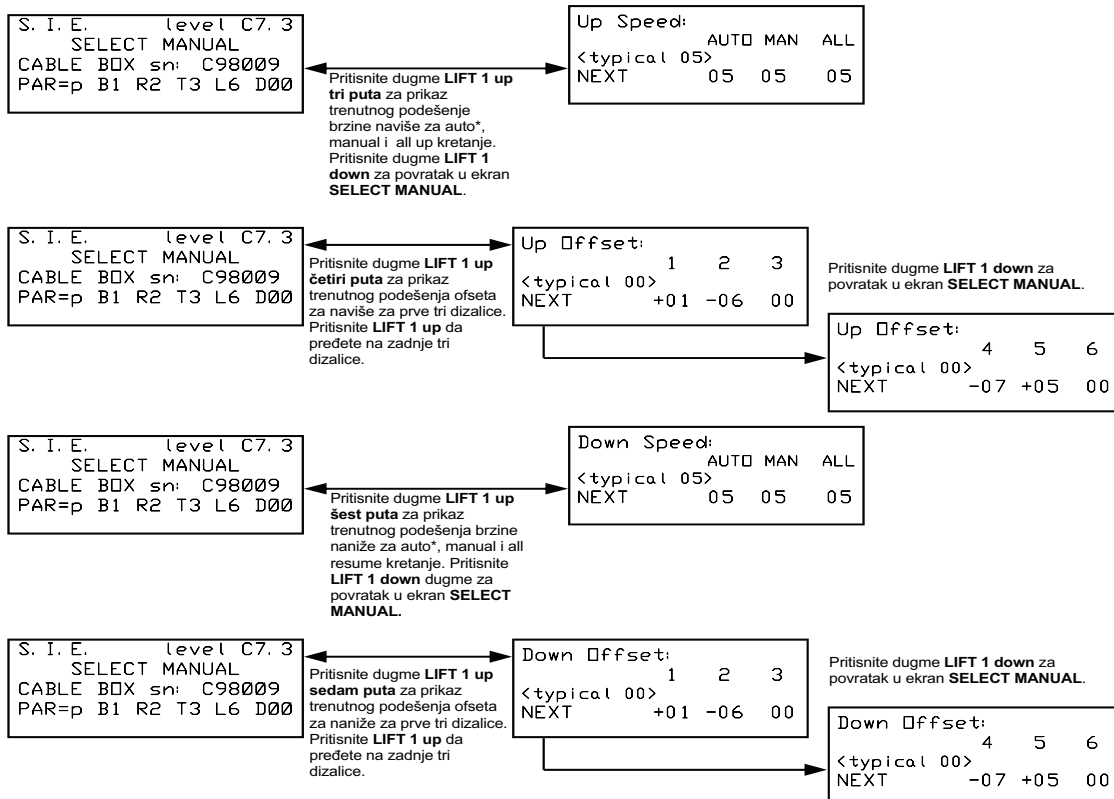 S. I. E. level C7. 3
SELECT MANUAL
CABLE BOX sn: C98009
PAR=p B1 R2 T3 L6 D00
Pritisnite dugme LIFT 1 up
tri puta za prikaz
trenutnog podešenje
brzine naviše za auto*,
manual i all up kretanje.
Pritisnite dugme LIFT 1
down za povratak u ekran
SELECT MANUAL.
Up Speed:
AUTO MAN ALL
<typical 05>
NEXT 05 05 05
S. I. E. level C7. 3
SELECT MANUAL
CABLE BOX sn: C98009
PAR=p B1 R2 T3 L6 D00
Pritisnite dugme LIFT 1 up
četiri puta za prikaz
trenutnog podešenja ofseta
za naviše za prve tri dizalice.
Pritisnite LIFT 1 up da
pređete na zadnje tri
dizalice.
Up Offset:
1 2 3
<typical 00>
NEXT +01 -06 00
Pritisnite dugme LIFT 1 down za
povratak u ekran SELECT MANUAL.
Up Offset:
4 5 6
<typical 00>
NEXT -07 +05 00
S. I. E. level C7. 3
SELECT MANUAL
CABLE BOX sn: C98009
PAR=p B1 R2 T3 L6 D00
Pritisnite dugme LIFT 1 up
šest puta za prikaz
trenutnog podešenja brzine
naniže za auto*, manual i all
resume kretanje. Pritisnite
LIFT 1 down dugme za
povratak u ekran SELECT
MANUAL.
Down Speed:
AUTO MAN ALL
<typical 05>
NEXT 05 05 05
S. I. E. level C7. 3
SELECT MANUAL
CABLE BOX sn: C98009
PAR=p B1 R2 T3 L6 D00
Pritisnite dugme LIFT 1 up
sedam puta za prikaz
trenutnog podešenja ofseta
za naniže za prve tri dizalice.
Pritisnite LIFT 1 up da
pređete na zadnje tri
dizalice.
Down Offset:
1 2 3
<typical 00>
NEXT +01 -06 00
Pritisnite dugme LIFT 1 down za
povratak u ekran SELECT MANUAL.
Down Offset:
4 5 6
<typical 00>
NEXT -07 +05 00